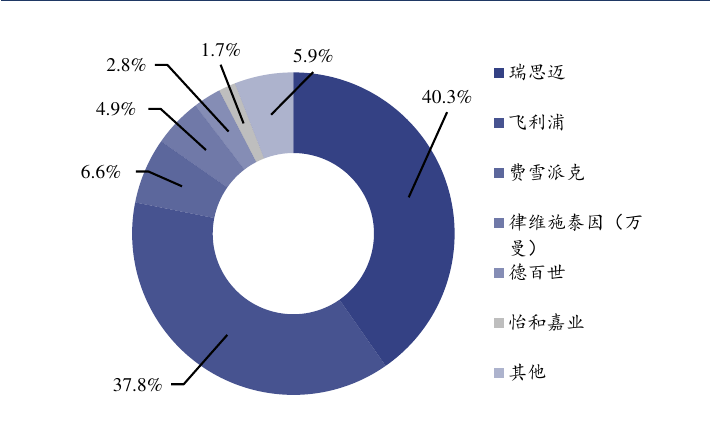 1.7%
5.9%
2.8%
4.9%
6.6%
40.3%
37.8%
瑞思迈
飞利浦
费雪派克
律维施泰因（万
曼）
德百世
怡和嘉业
其他